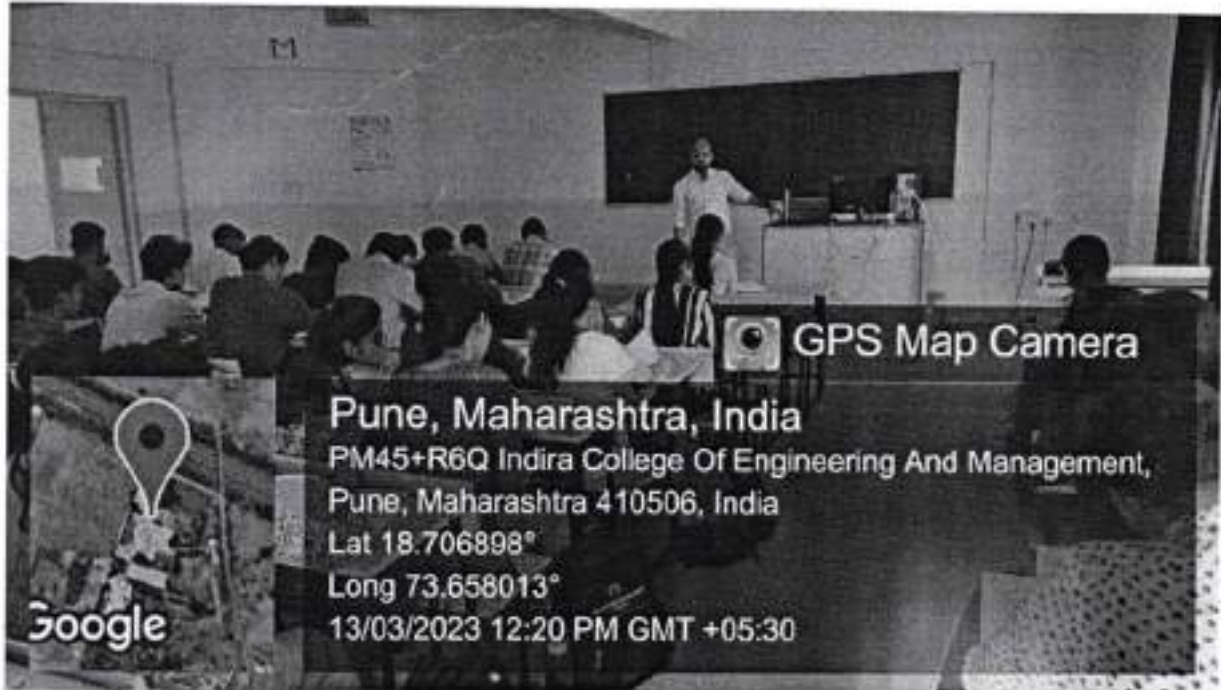 GPS Map Camera
Pune, Maharashtra, India
PM45+R6Q Indira College Of Engineering And Management,
Pune, Maharashtra 410506, India
Lat 18.706898°
Long 73.658013°
13/03/2023 12:20 PM GMT +05:30
Google